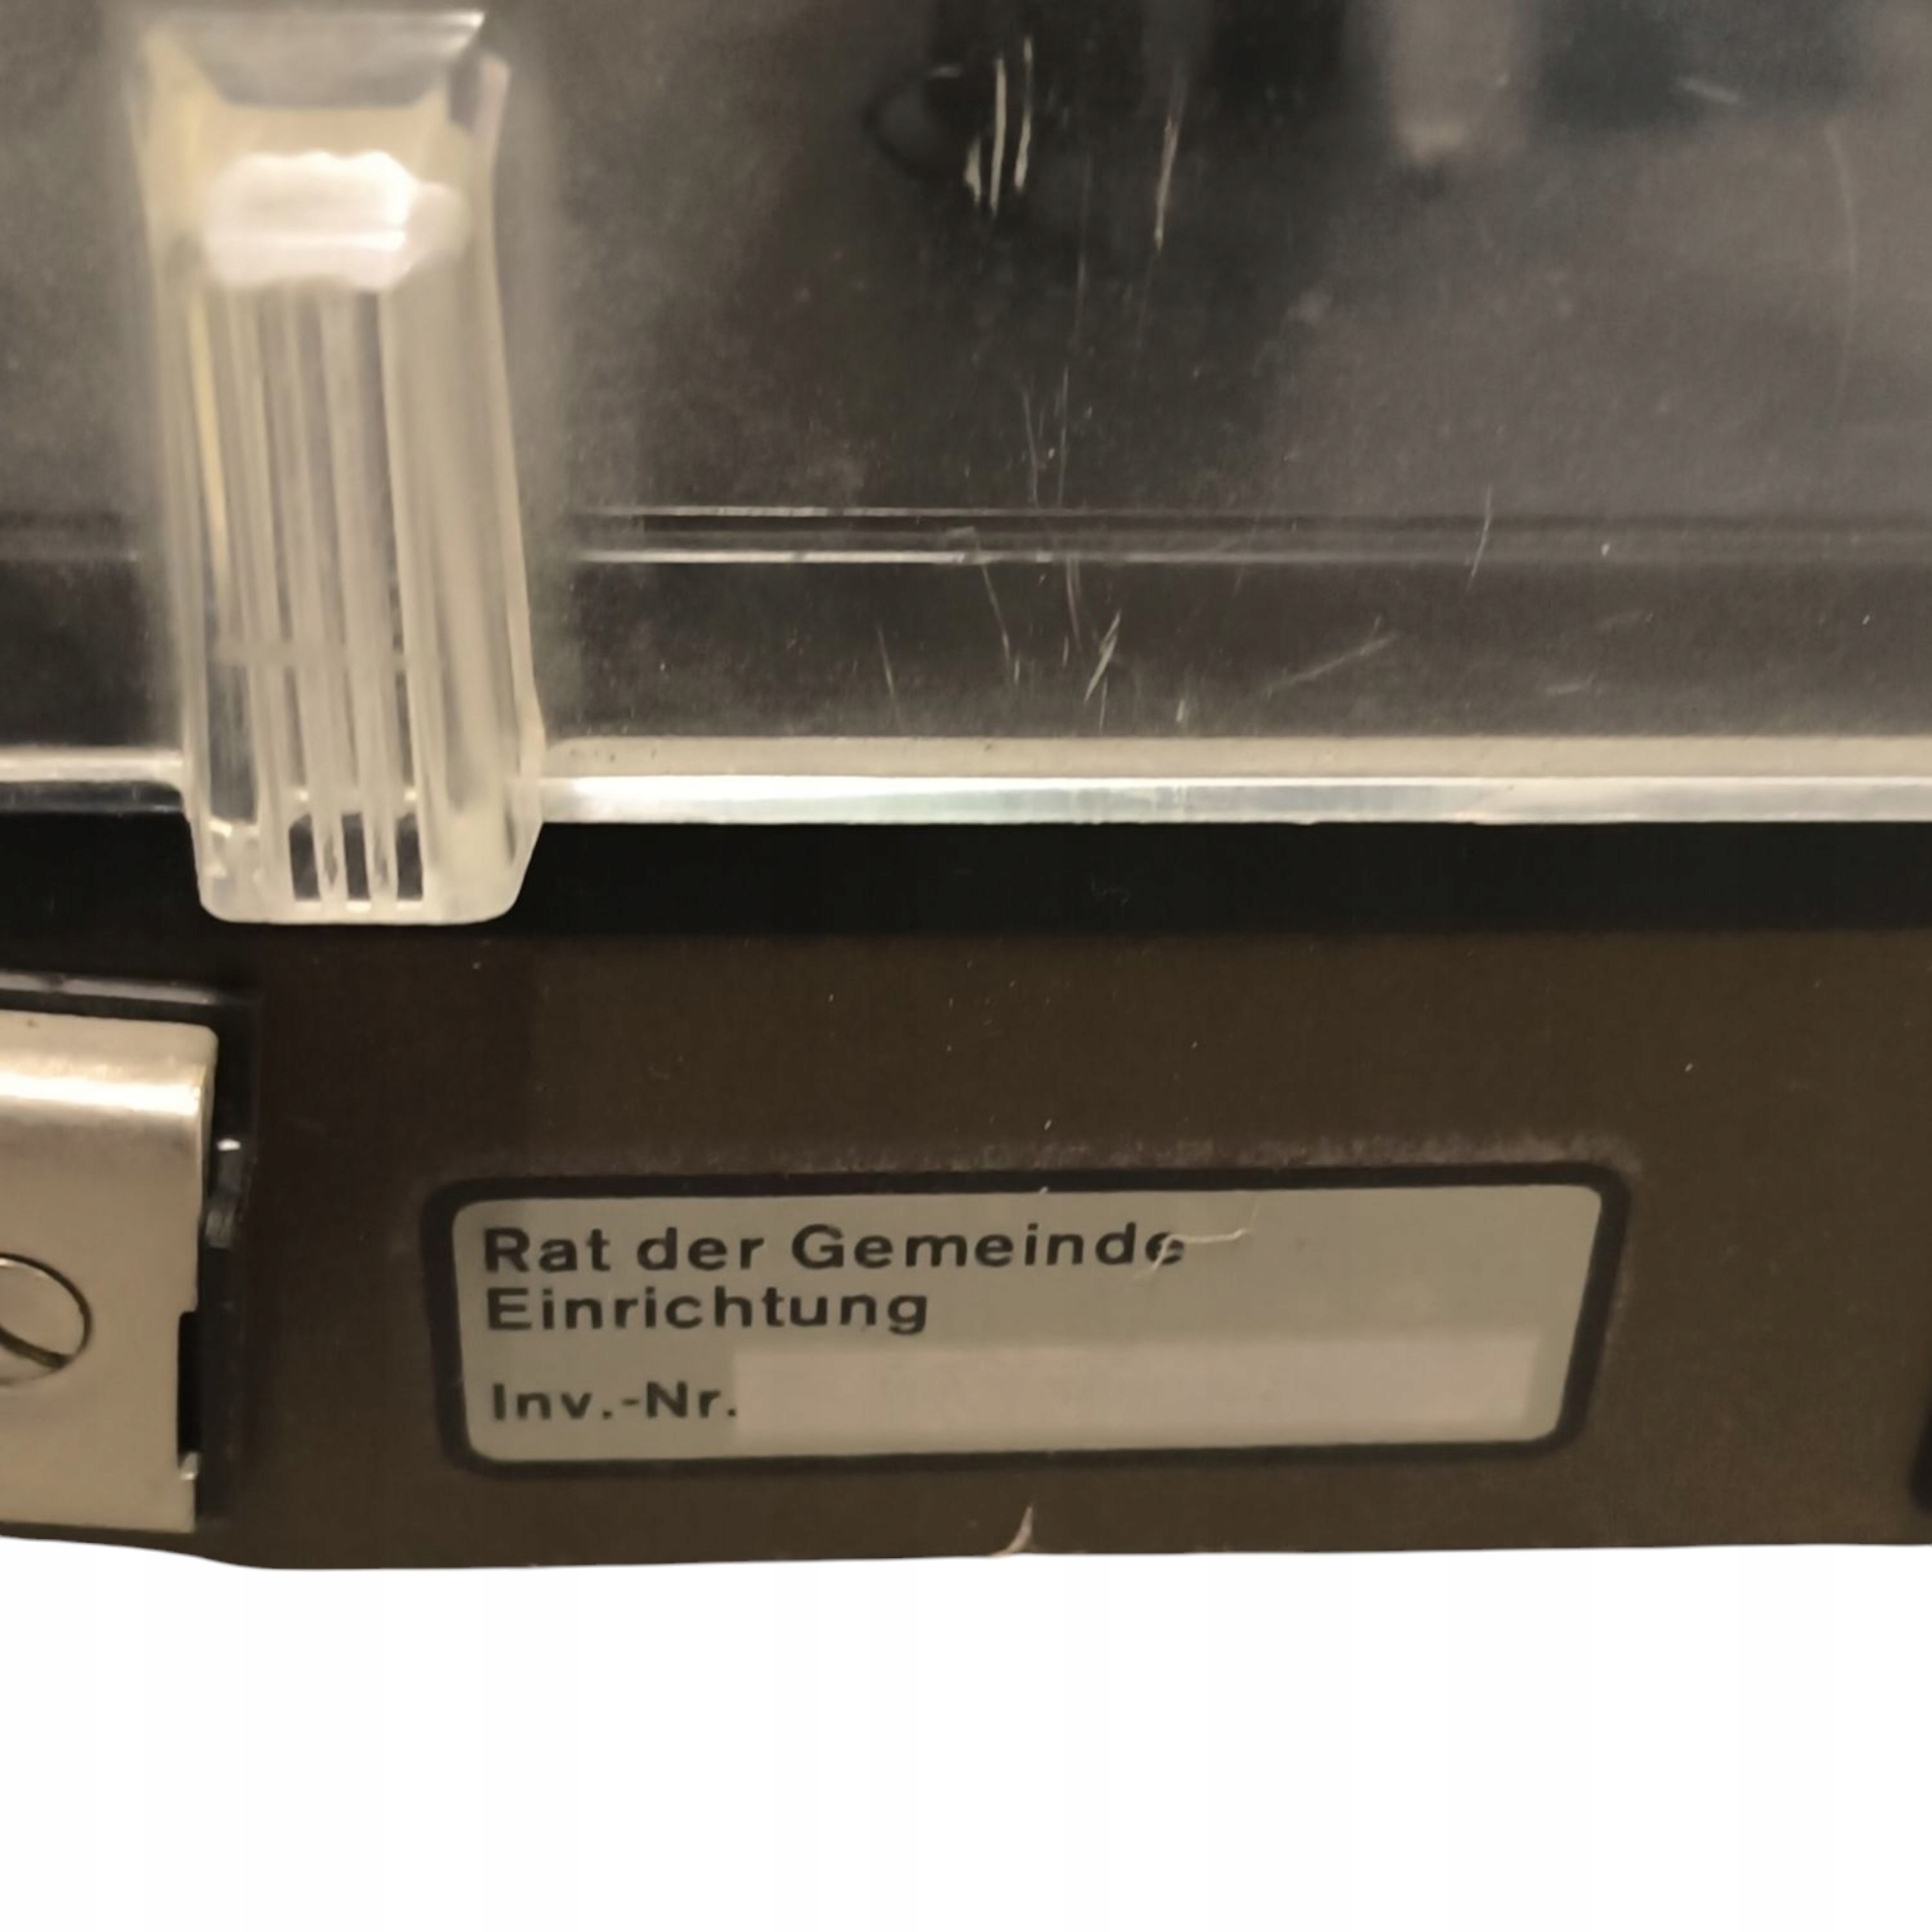 Rat der Gemeinde
Einrichtung
Inv.-Nr.